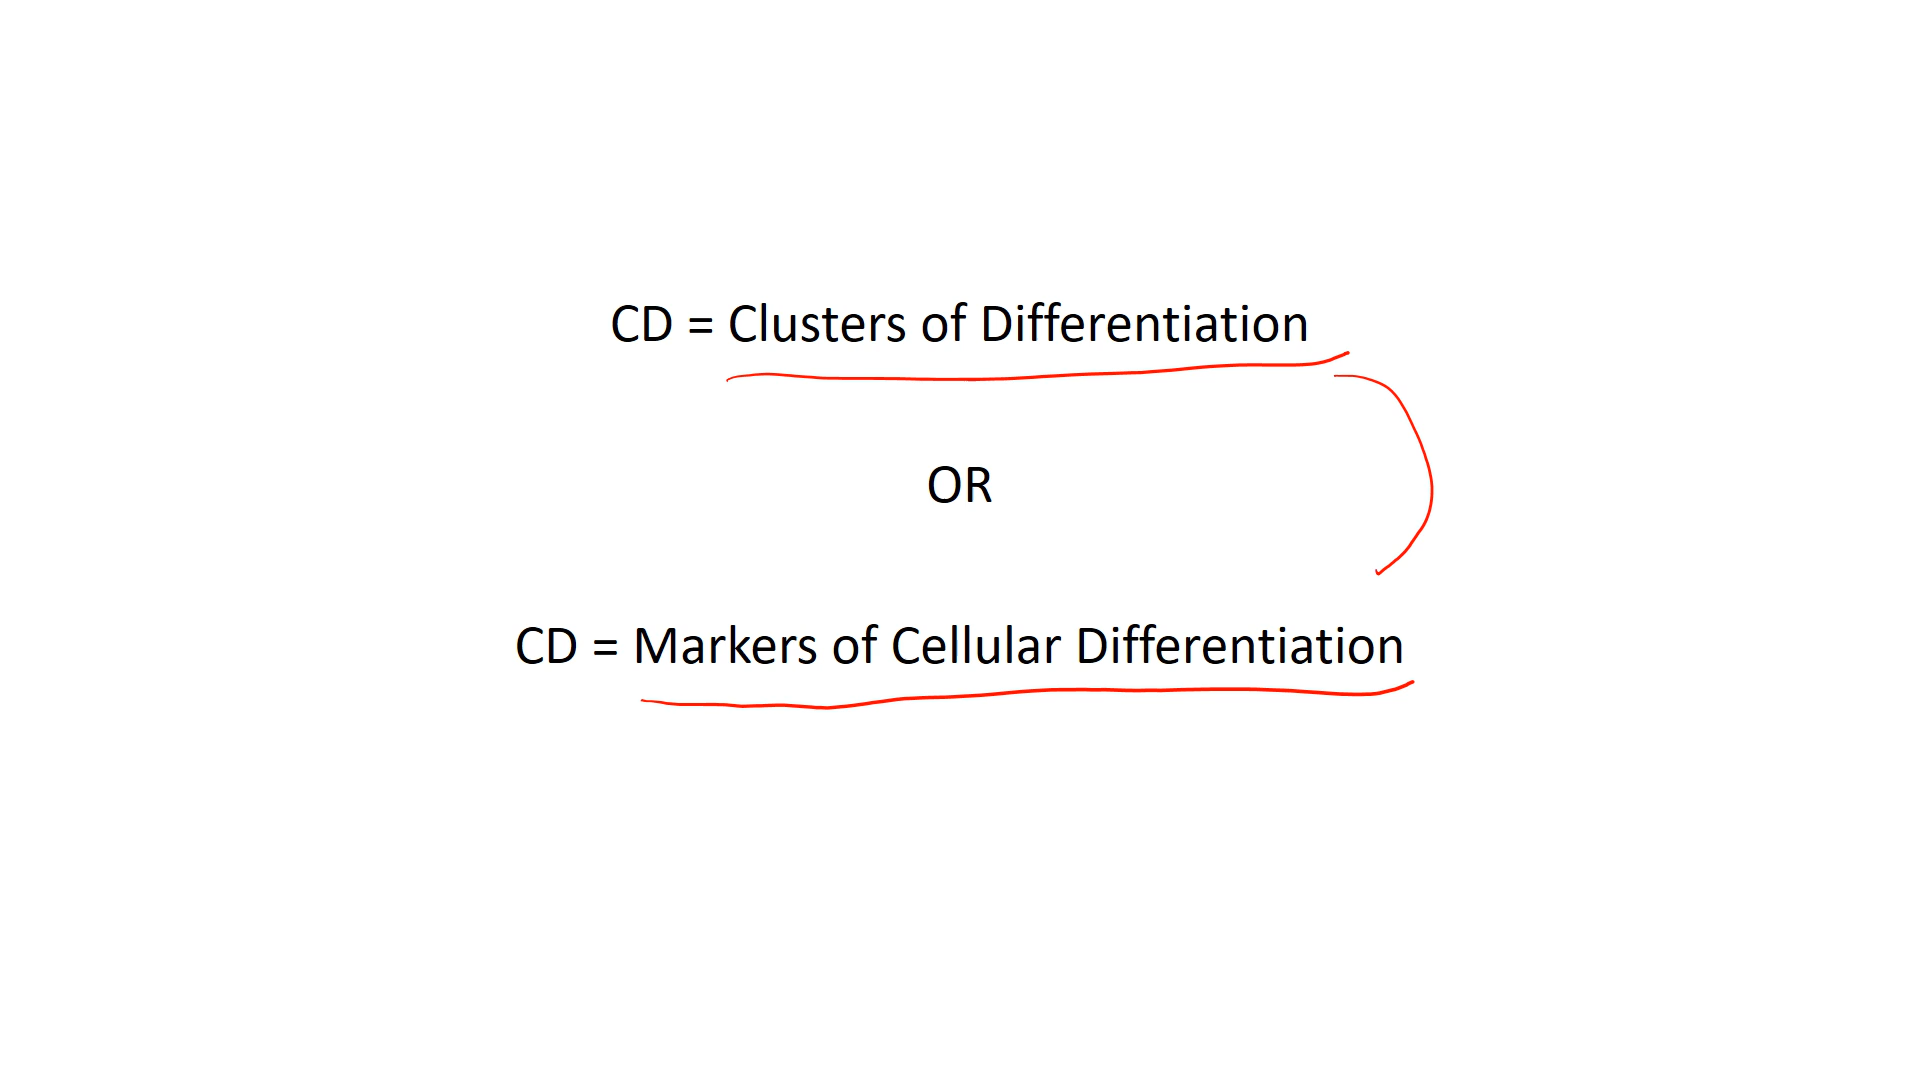 CD = Clusters of Differentiation
OR
CD = Markers of Cellular Differentiation